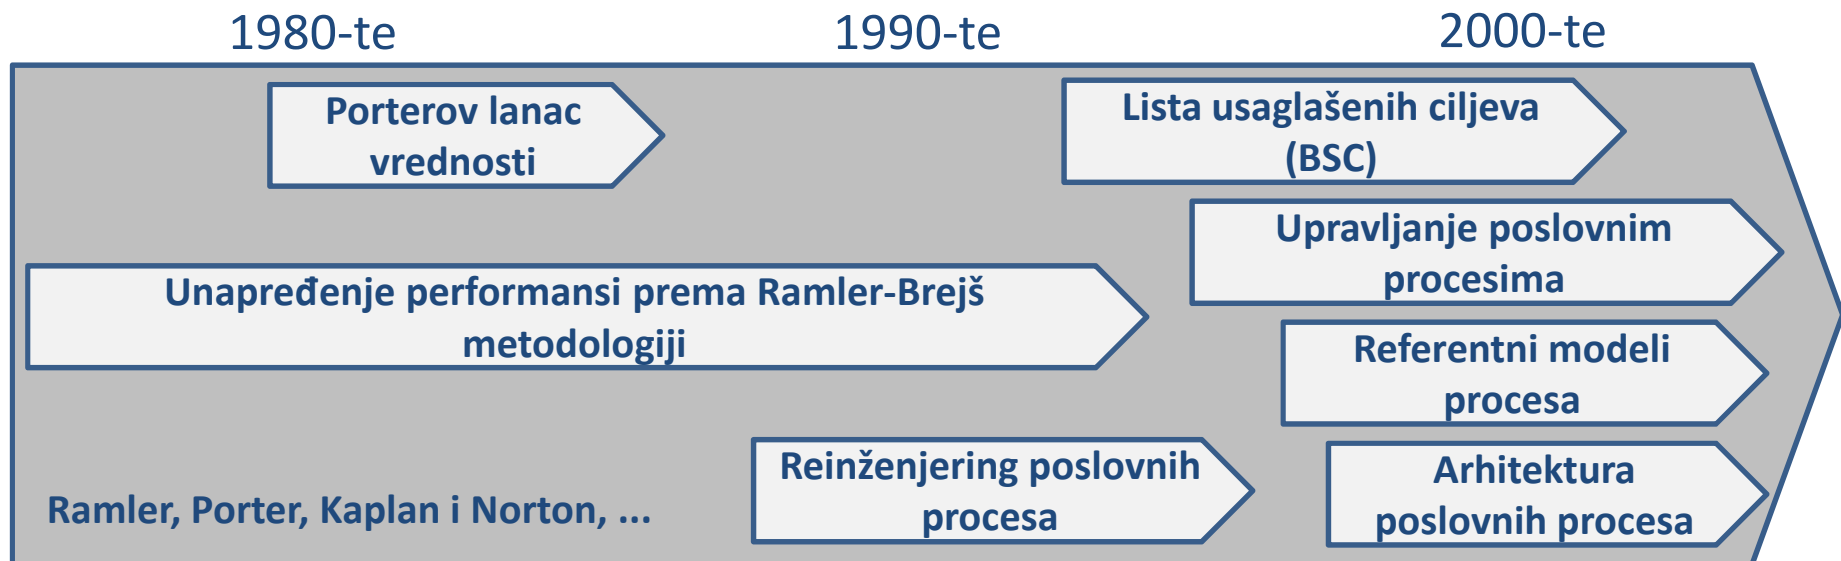 1980-te
1990-te
2000-te
Porterov lanac
vrednosti
Lista usaglašenih ciljeva
(BSC)
Upravljanje poslovnim
procesima
Unapređenje performansi prema Ramler-Brejš
metodologiji
Referentni modeli
procesa
Reinženjering poslovnih
procesa
Arhitektura
poslovnih procesa
Ramler, Porter, Kaplan i Norton, ...